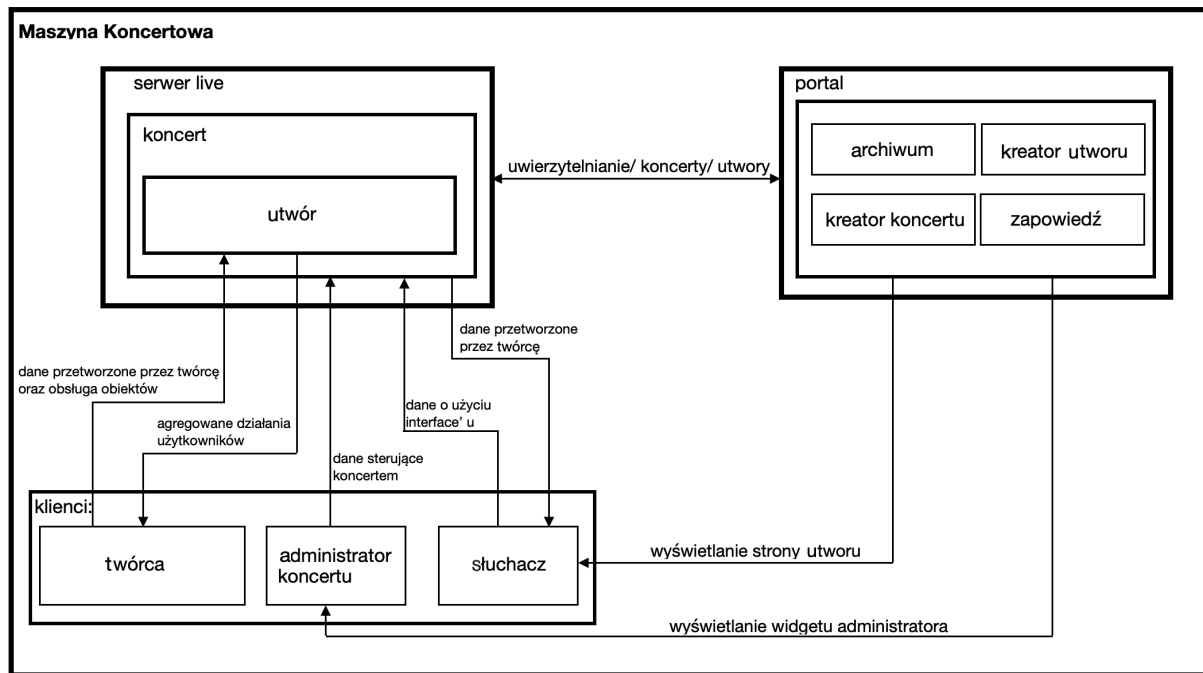 Maszyna Koncertowa
serwer live
koncert
utwór
uwierzytelnianie/ koncerty/ utwory
portal
archiwum
kreator utworu
kreator koncertu
zapowiedź
dane przetworzone przez twórcę
oraz obsługa obiektów
agregowane działania
użytkowników
dane sterujące
koncertem
dane o użyciu
interface' u
dane przetworzone
przez twórcę
klienci:
twórca
administrator
koncertu
słuchacz
wyświetlanie strony utworu
wyświetlanie widgetu administratora